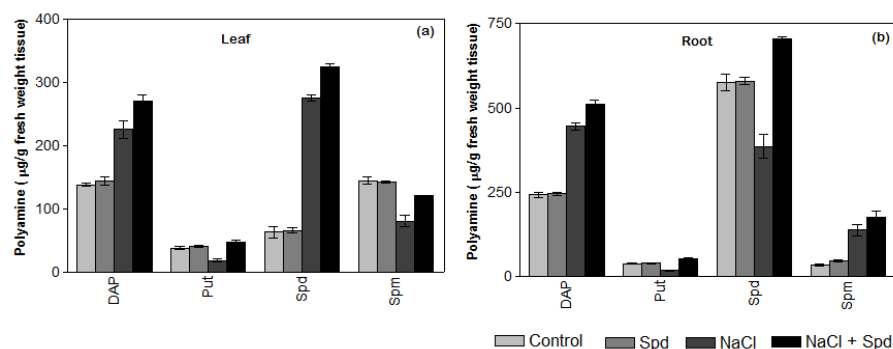 Polyamine ( µg/g fresh weight tissue)
400
300
200
100
0
Leaf
(a)
DAP
Put
Spd
Spm
Polyamine ( µg/g fresh weight tissue)
750
500
250
0
Root
(b)
DAP
Put
Spd
Spm
Control Spd NaCl NaCl + Spd